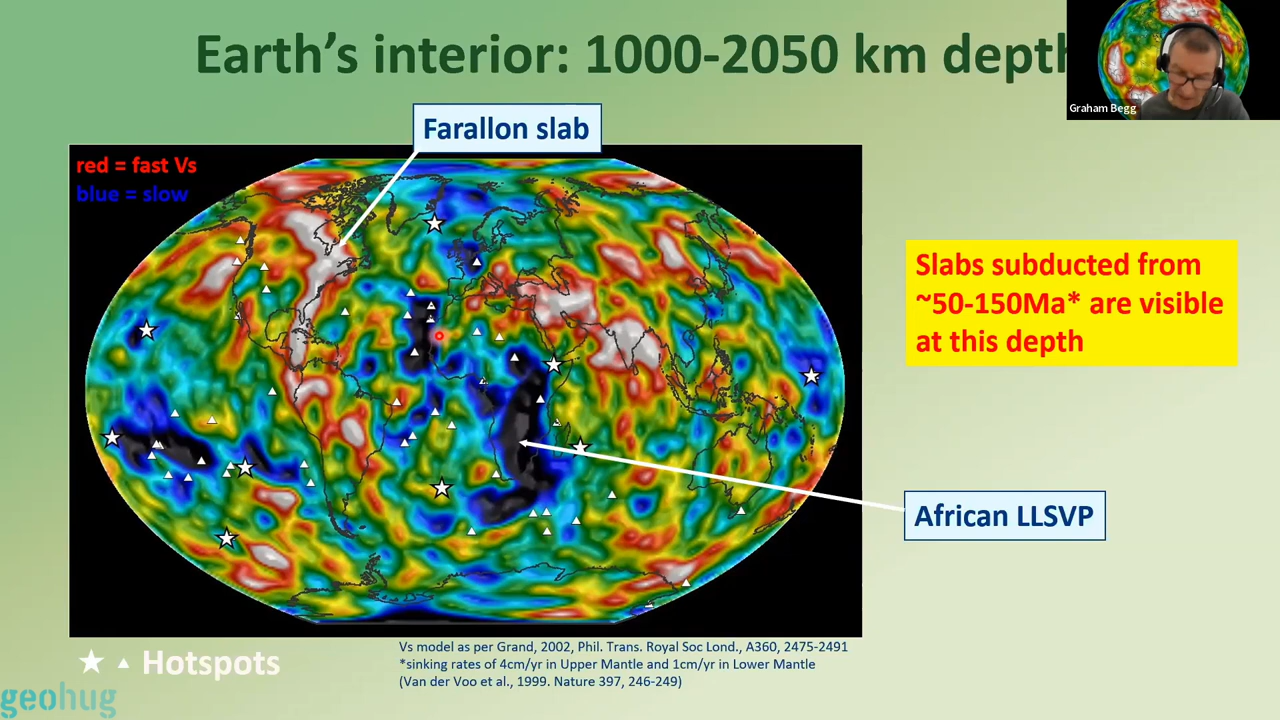 Earth's interior: 1000-2050 km depth
Graham Begg
Farallon slab
red = fast Vs
blue = slow
Slabs subducted from
~50-150Ma* are visible
at this depth
African LLSVP
Hotspots
Vs model as per Grand, 2002, Phil. Trans. Royal Soc Lond., A360, 2475-2491
*sinking rates of 4cm/yr in Upper Mantle and 1cm/yr in Lower Mantle
(Van der Voo et al., 1999. Nature 397, 246-249)
geohug